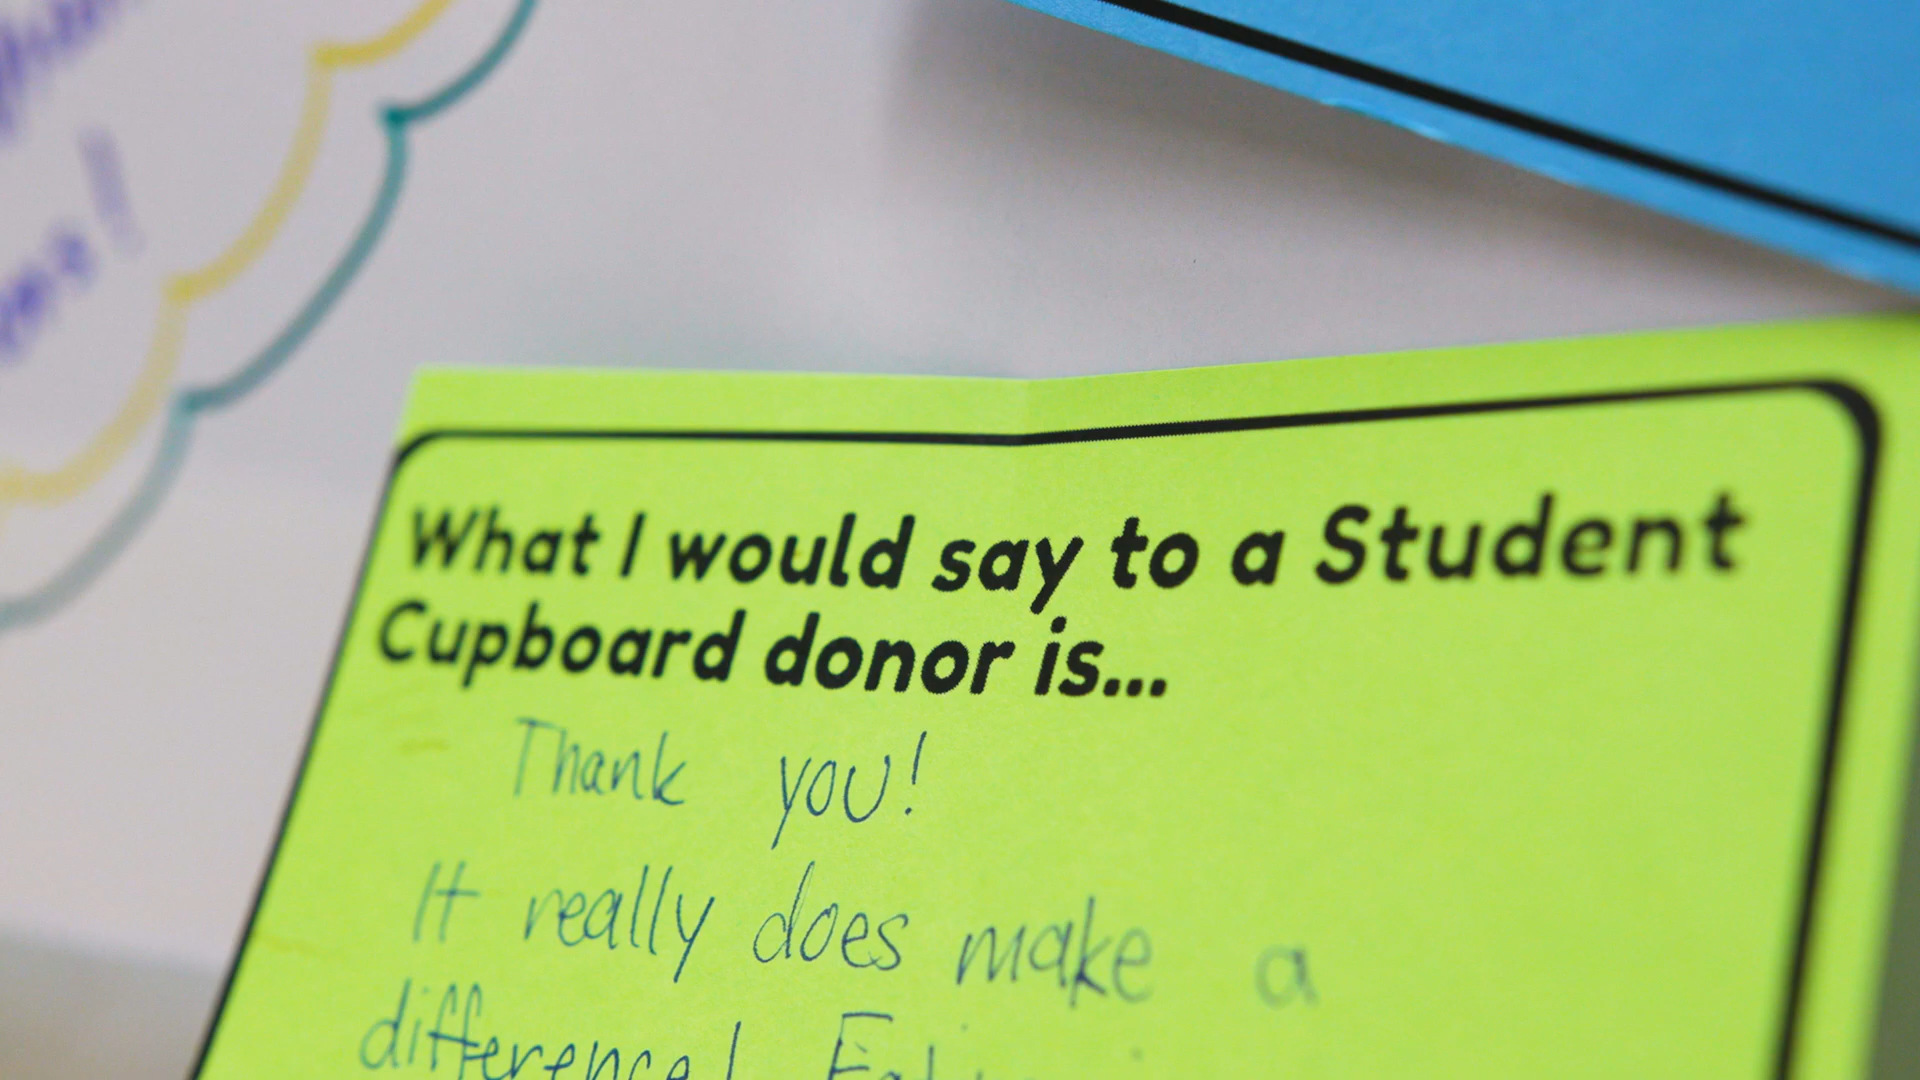 What I would say to a Student
Cupboard donor is...
Thank you!
It really does make a
difference!